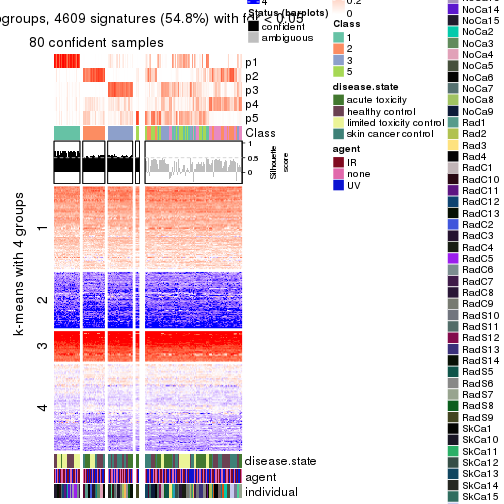 groups, 4609 signatures (54.8%) with
80 confident samples
p1
p2
p3
p4
p5
Class
1
0.5
0
Silhouette
score
k-means with 4 groups
1
2
3
4
disease.state
agent
individual
4
Status (barplots)
confident
ambiguous
0.2
0
Class
1
2
3
5
disease.state
acute toxicity
healthy control
limited toxicity control
skin cancer control
agent
IR
none
UV
NoCa14
NoCa15
NoCa2
NoCa3
NoCa5
NoCa6
NoCa7
NoCa8
NoCa9
Rad1
Rad2
Rad3
Rad4
RadC1
RadC10
RadC11
RadC12
RadC13
RadC2
RadC3
RadC4
RadC5
RadC6
RadC7
RadC8
RadC9
RadS10
RadS11
RadS12
RadS13
RadS14
RadS5
RadS6
RadS7
RadS8
RadS9
SkCa1
SkCa10
SkCa11
SkCa12
SkCa13
SkCa14
SkCa15